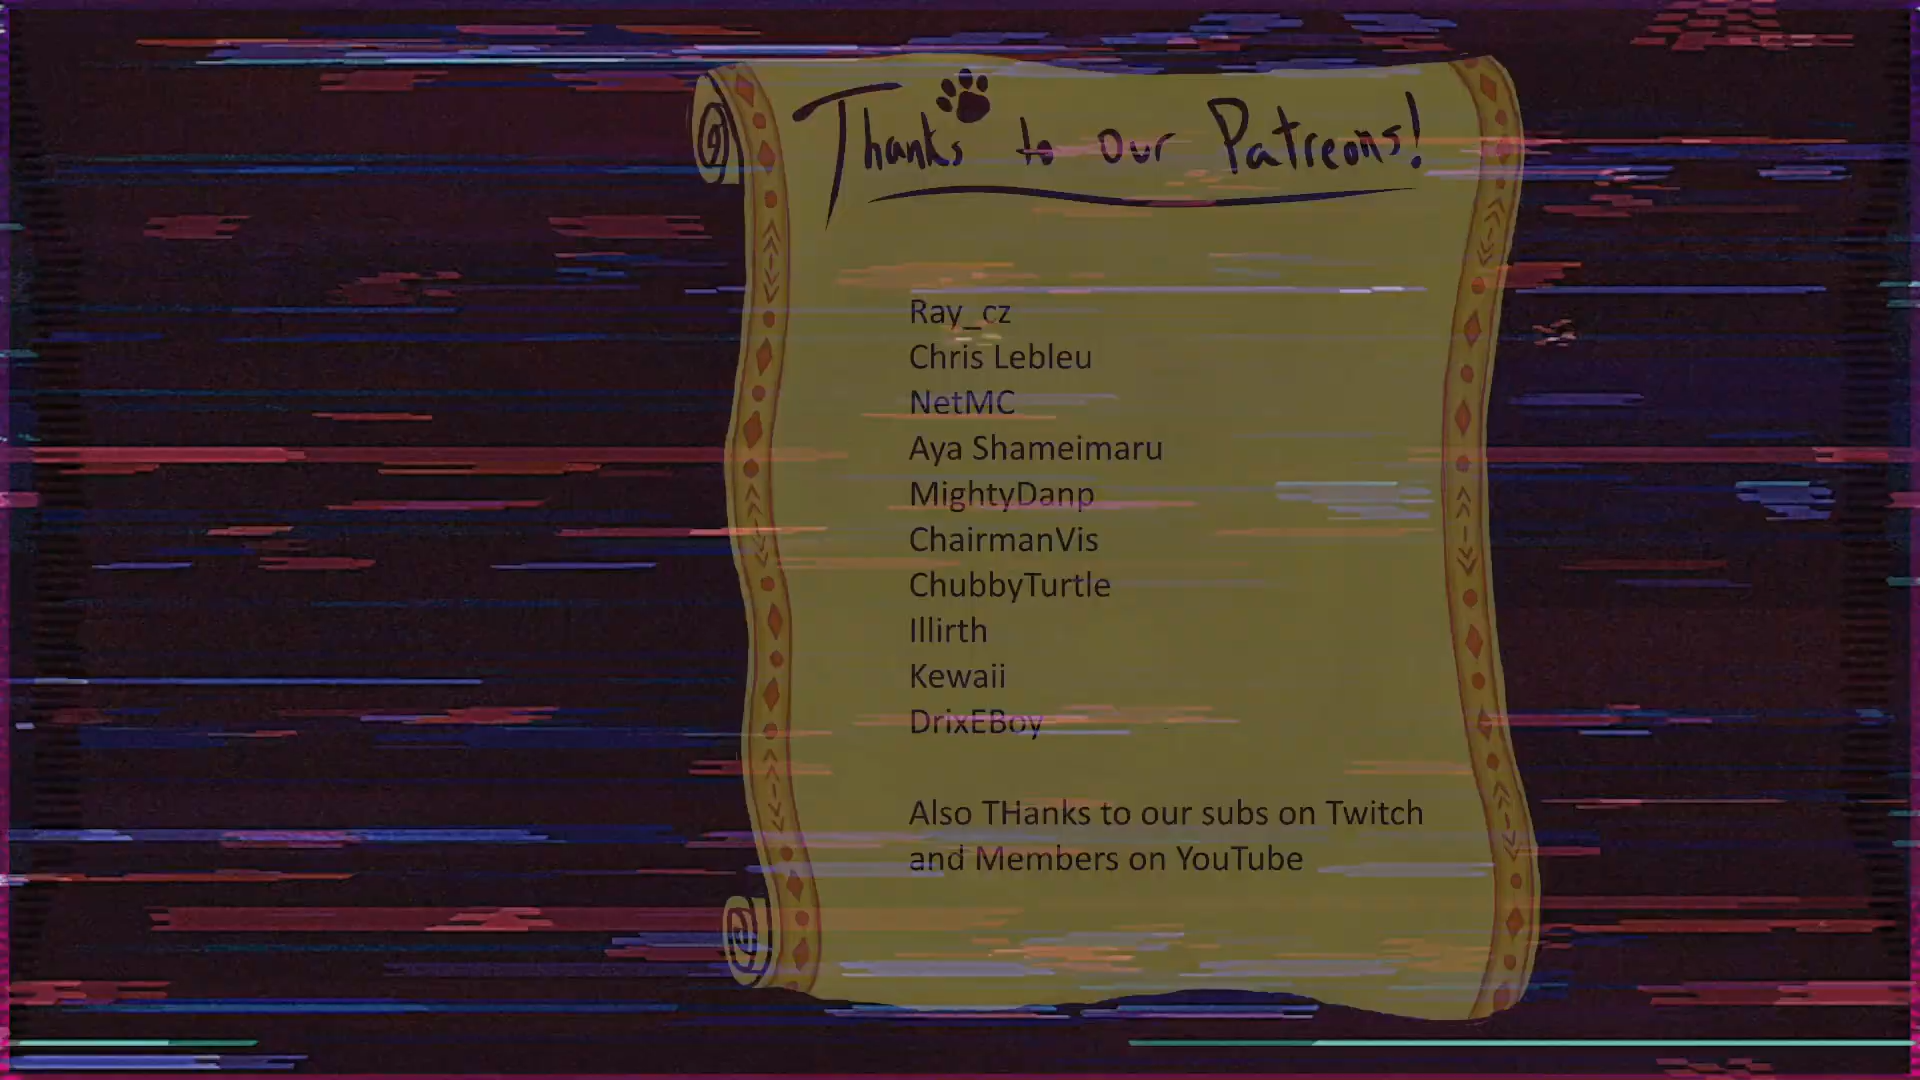 Thanks to our Patreons!
Ray_cz
Chris Lebleu
NetMC
Aya Shameimaru
MightyDanp
ChairmanVis
ChubbyTurtle
Illirth
Kewaii
DrixEBoy
Also THanks to our subs on Twitch
and Members on YouTube